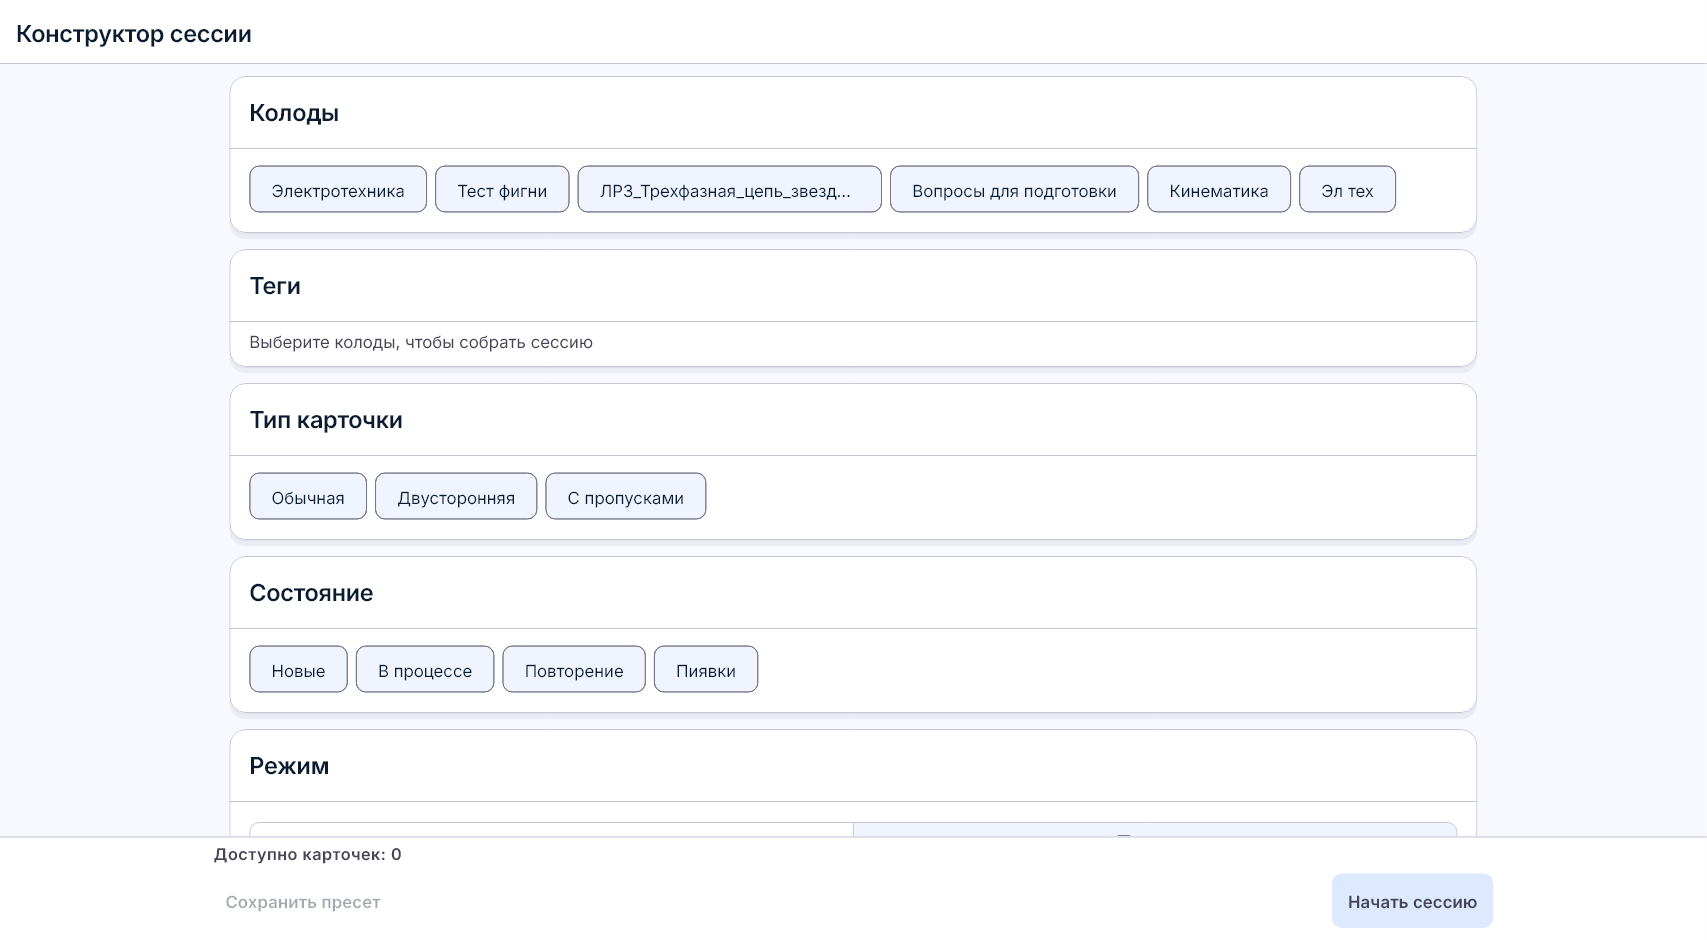 Конструктор сессии
Колоды
Электротехника Тест фигни ЛР3_Трехфазная_цепь_звезд... Вопросы для подготовки Кинематика Эл тех
Теги
Выберите колоды, чтобы собрать сессию
Тип карточки
Обычная Двусторонняя С пропусками
Состояние
Новые В процессе Повторение Пиявки
Режим
Доступно карточек: 0
Сохранить пресет Начать сессию